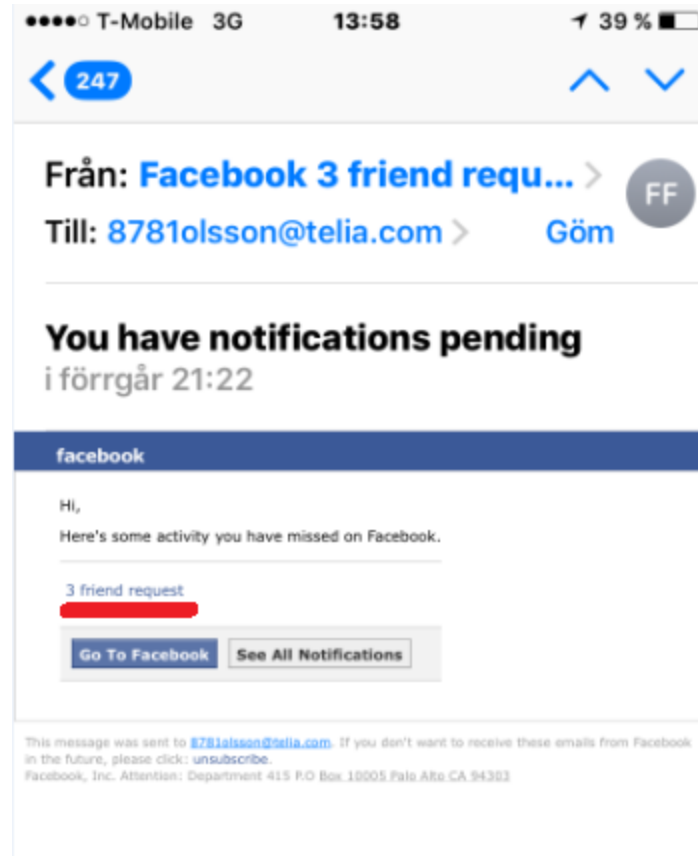 T-Mobile 3G 13:58 39 %
247
Från: Facebook 3 friend requ...
FF
Till: 8781olsson@telia.com Göm
You have notifications pending
i förrgår 21:22
facebook
Hi,
Here's some activity you have missed on Facebook.
3 friend request
Go To Facebook See All Notifications
This message was sent to 8781olsson@telia.com. If you don't want to receive these emails from Facebook
in the future, please click: unsubscribe.
Facebook, Inc. Attention: Department 415 P.O Box 10005 Palo Alto CA 94303